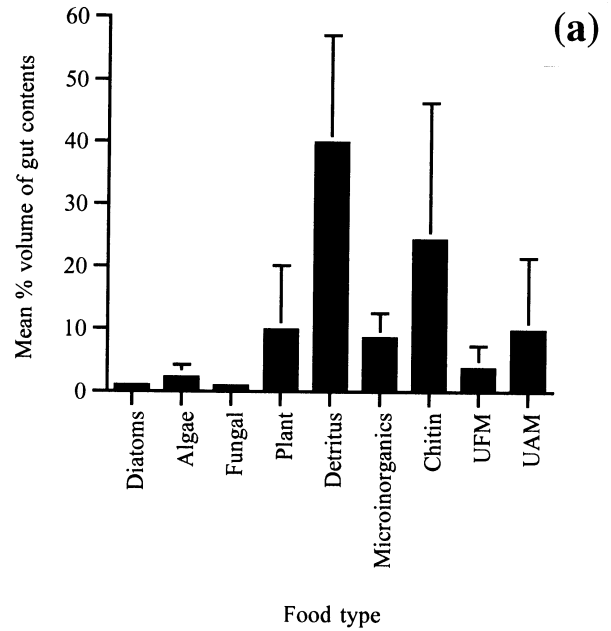 (a)
Mean % volume of gut contents
60
50
40
30
20
10
0
Diatoms
Algae
Fungal
Plant
Detritus
Microinorganics
Chitin
UFM
UAM
Food type